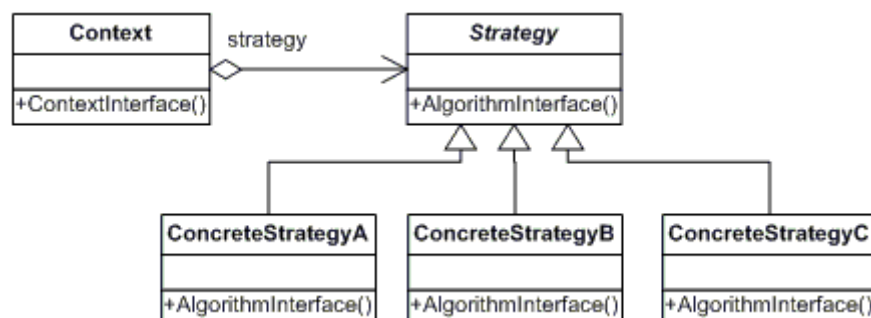 Context
strategy
Strategy
+ContextInterface()
+AlgorithmInterface()
ConcreteStrategyA
ConcreteStrategyB
ConcreteStrategyC
+AlgorithmInterface()
+AlgorithmInterface()
+AlgorithmInterface()